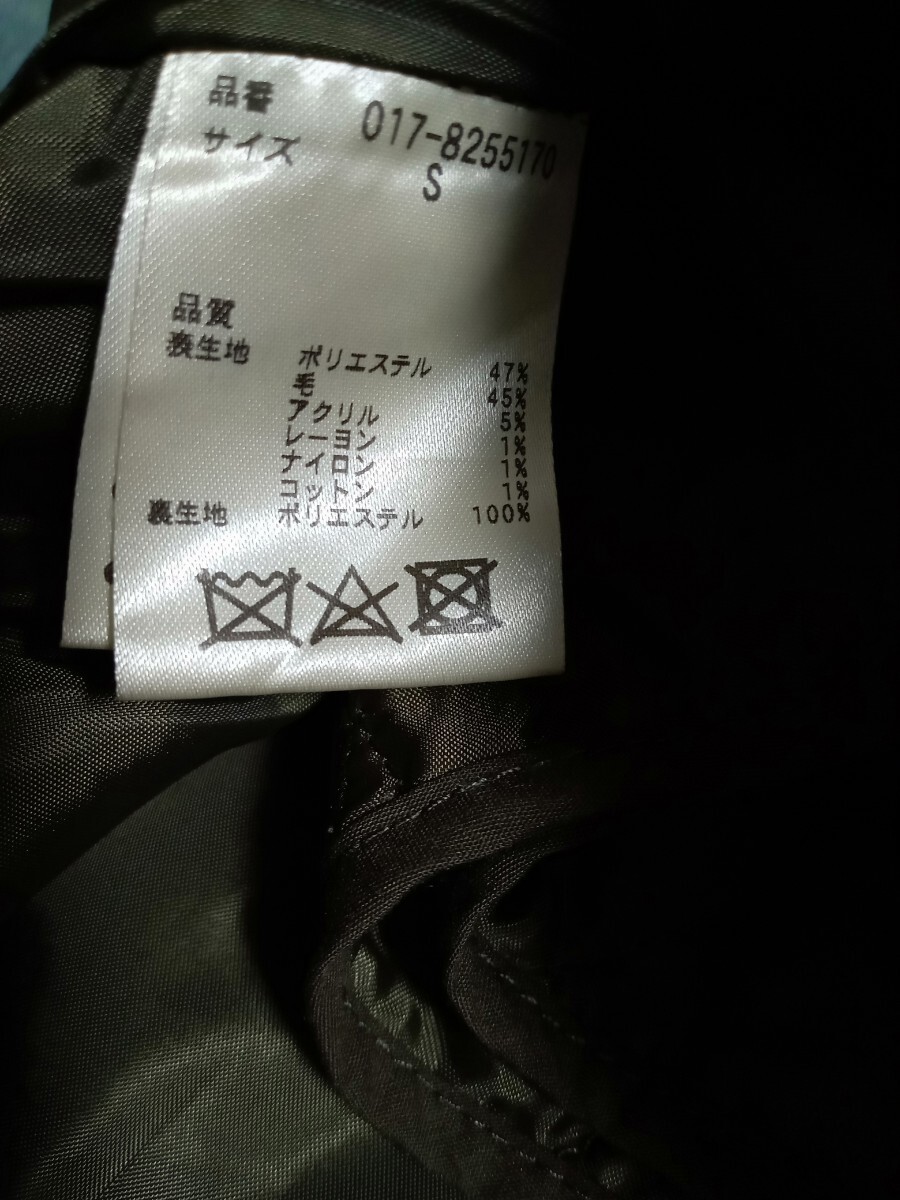 品番 017-8255170
サイズ S
品質
表生地 ポリエステル 47%
毛 45%
アクリル 5%
レーヨン 1%
ナイロン 1%
コットン 1%
裏生地 ポリエステル 100%